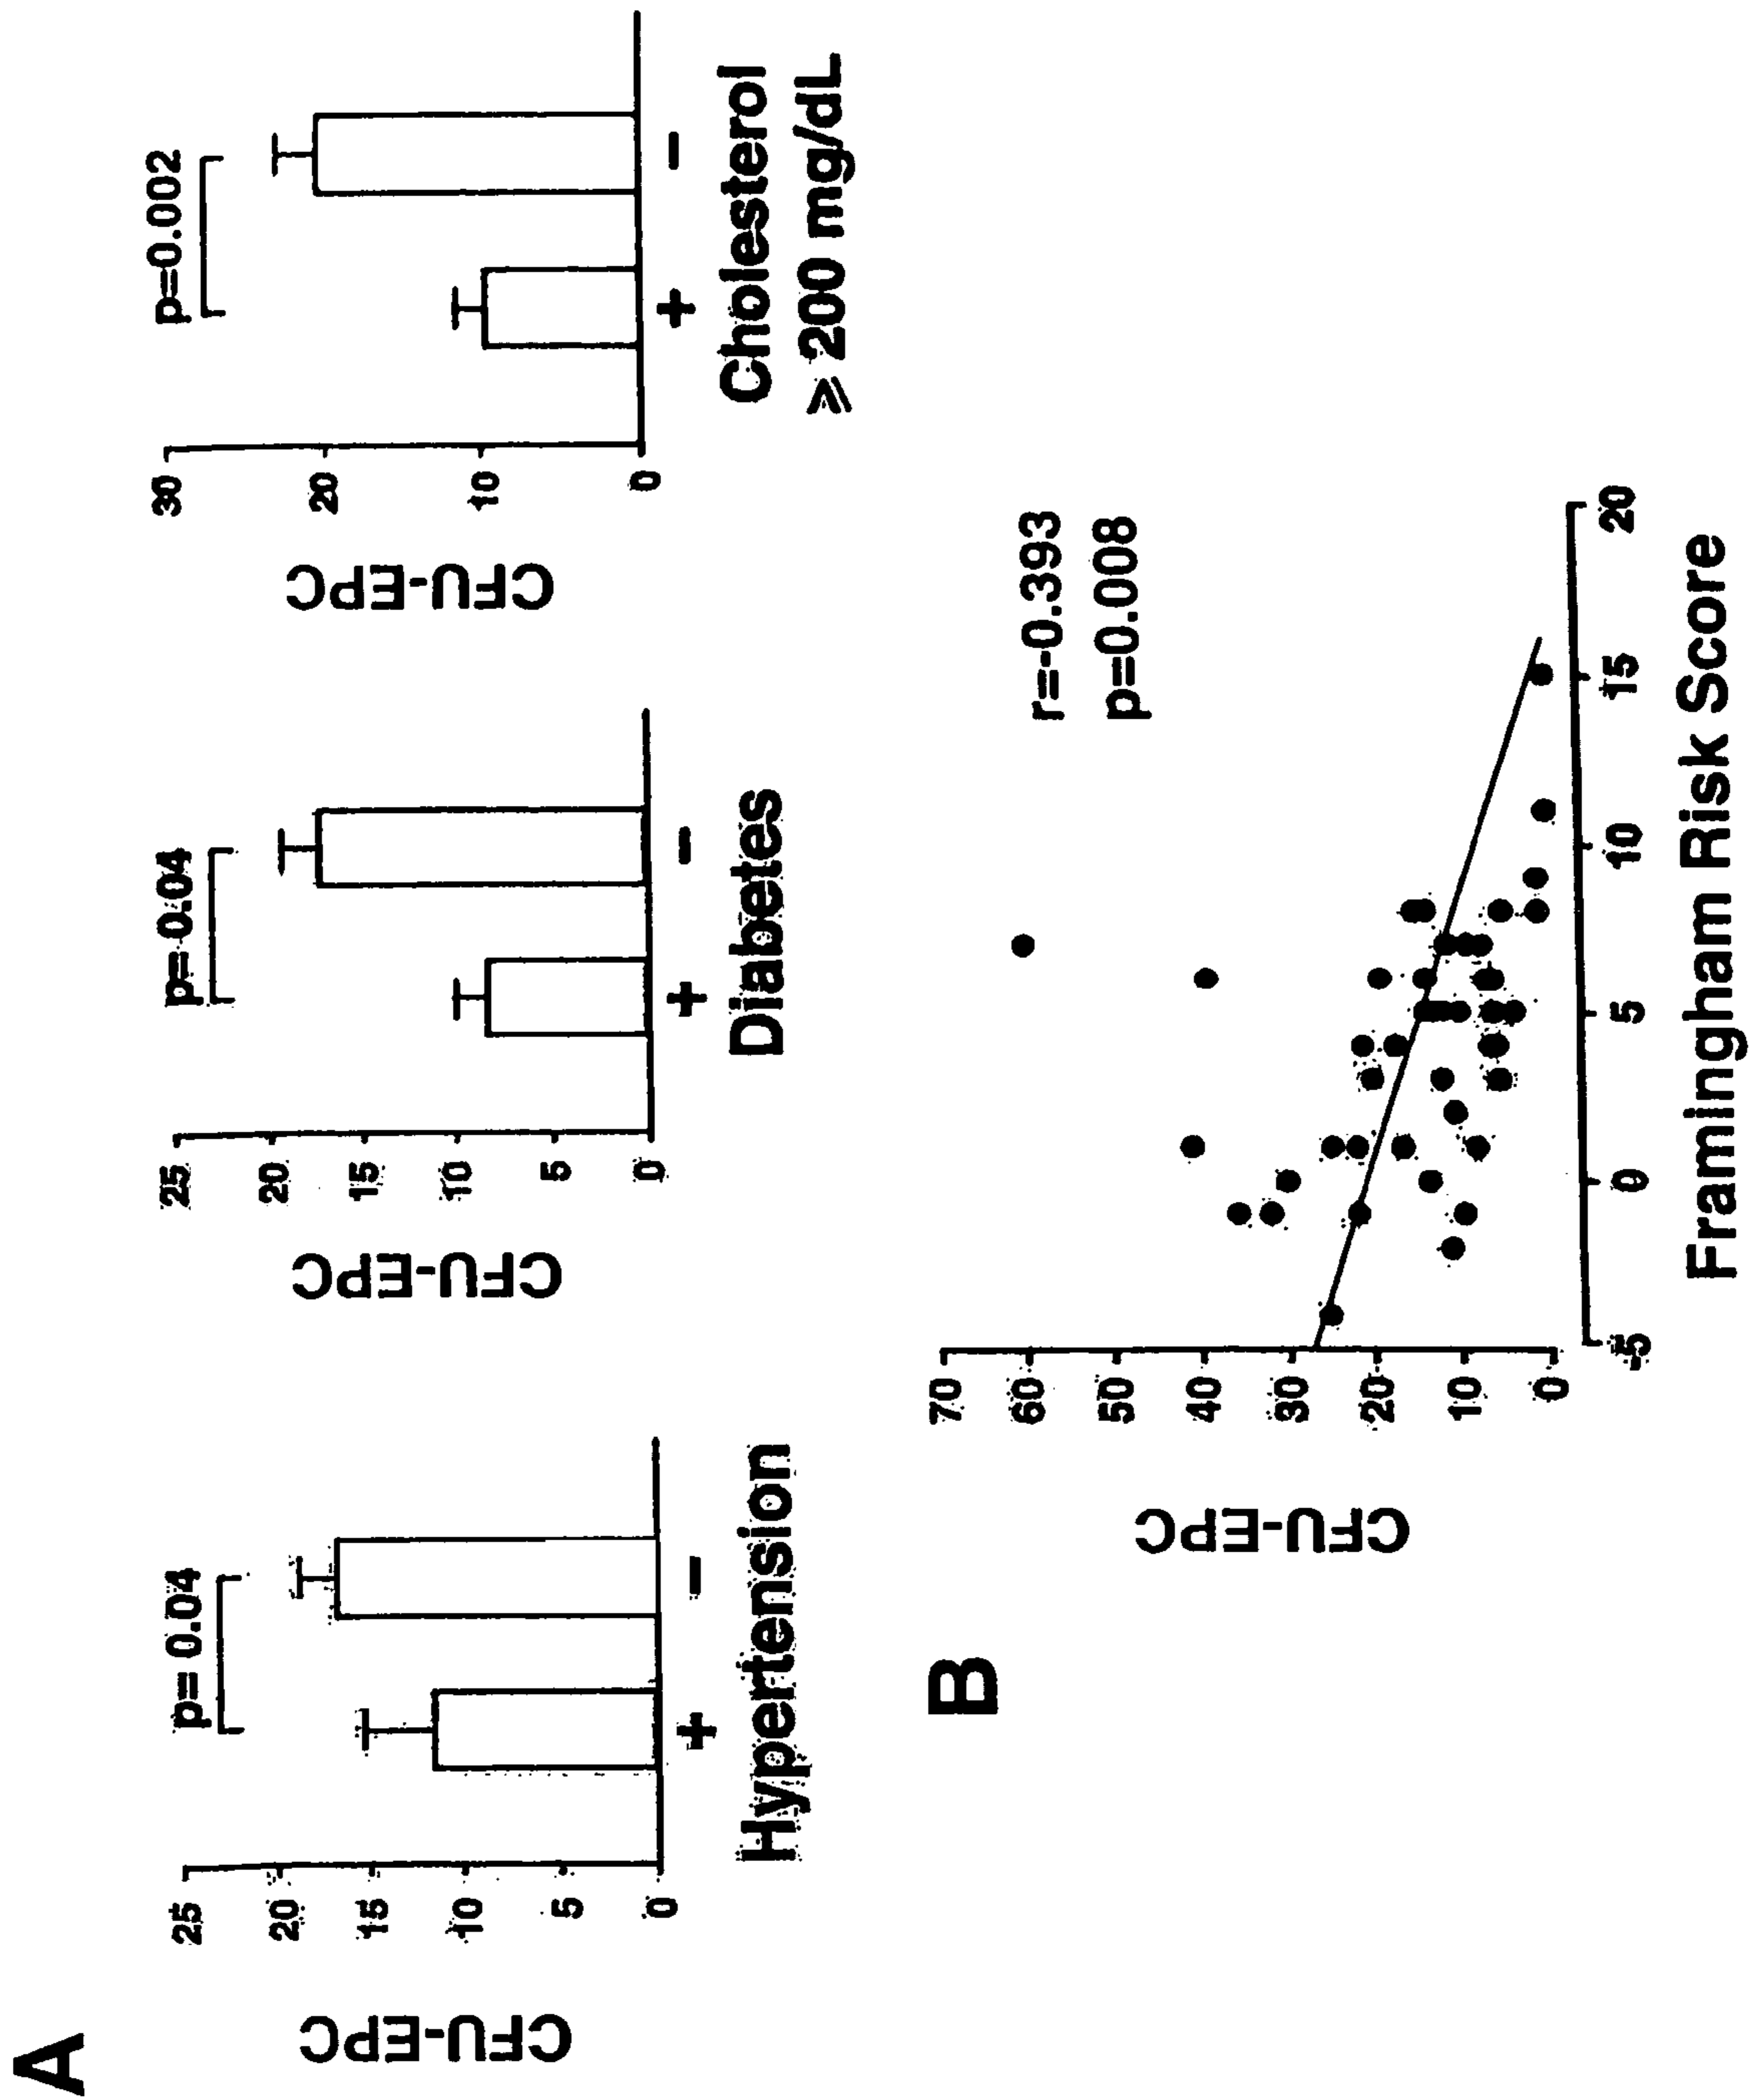 A
p=0.04
CFU-EPC
25
20
15
10
5
0
+ -
Hypertension
p=0.04
CFU-EPC
25
20
15
10
5
0
+ -
Diabetes
p=0.002
CFU-EPC
30
20
10
0
+ -
Cholesterol
≥ 200 mg/dL
B
r=-0.393
p=0.008
CFU-EPC
70
60
50
40
30
20
10
0
-5 0 5 10 15 20
Framingham Risk Score